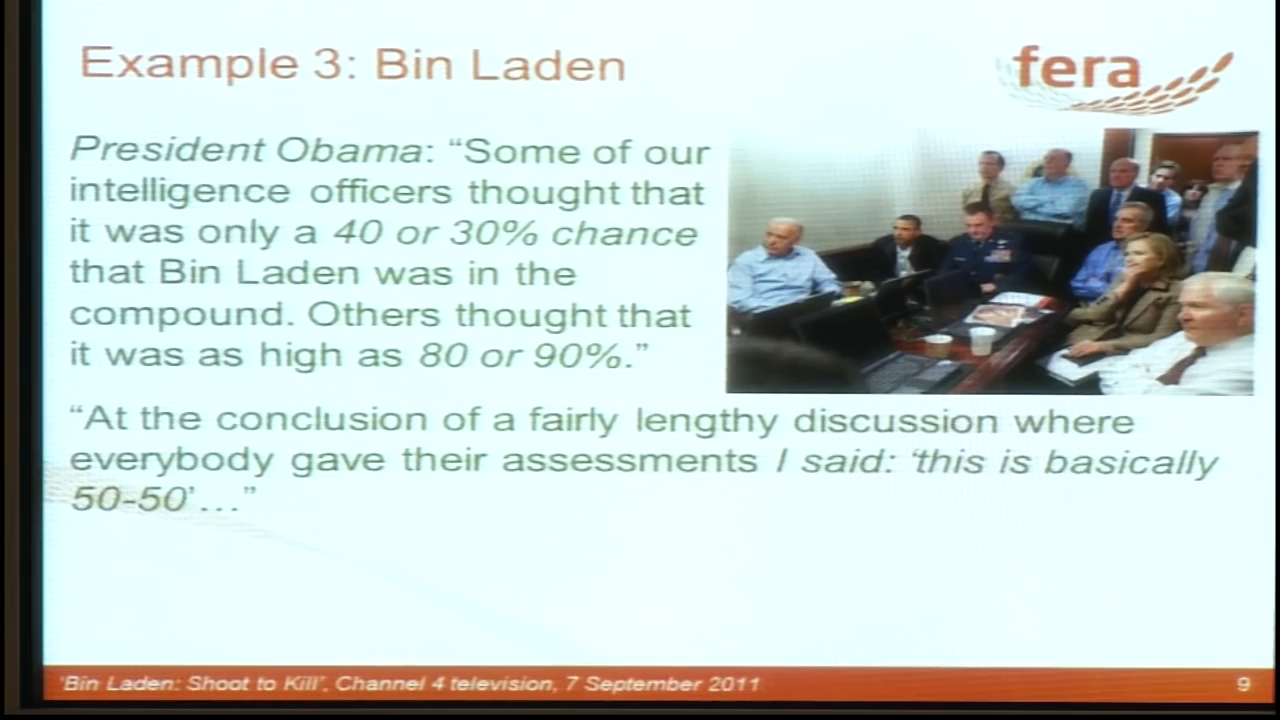 Example 3: Bin Laden
fera
President Obama: “Some of our
intelligence officers thought that
it was only a 40 or 30% chance
that Bin Laden was in the
compound. Others thought that
it was as high as 80 or 90%.”
“At the conclusion of a fairly lengthy discussion where
everybody gave their assessments I said: ‘this is basically
50-50’…”
‘Bin Laden: Shoot to Kill’, Channel 4 television, 7 September 2011
9